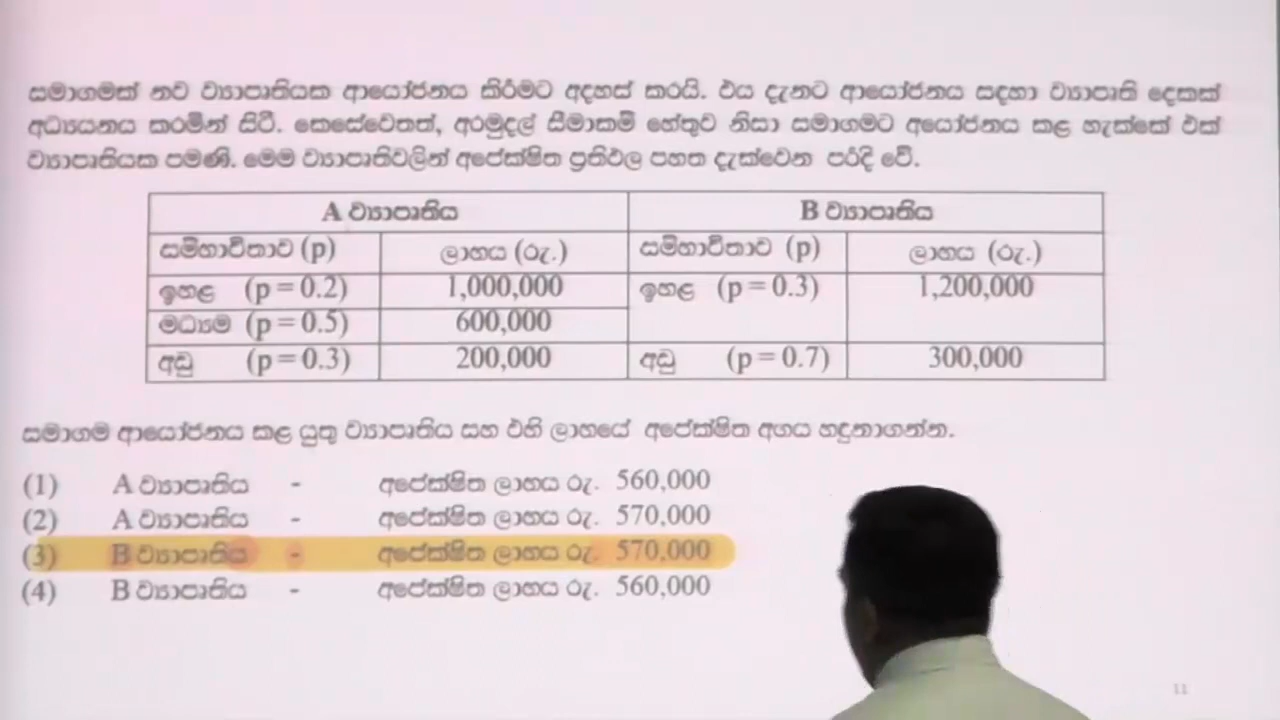 සමාගමක් නව ව්‍යාපෘතියක ආයෝජනය කිරීමට අදහස් කරයි. එය දැනට ආයෝජනය සඳහා ව්‍යාපෘති දෙකක්
අධ්‍යයනය කරමින් සිටී. කෙසේවෙතත්, අරමුදල් සීමාකම් හේතුව නිසා සමාගමට අයෝජනය කළ හැක්කේ එක්
ව්‍යාපෘතියක පමණි. මෙම ව්‍යාපෘතිවලින් අපේක්ෂිත ප්‍රතිඵල පහත දැක්වෙන පරිදි වේ.
A ව්‍යාපෘතිය B ව්‍යාපෘතිය
සම්භාවිතාව (p) ලාභය (රු.) සම්භාවිතාව (p) ලාභය (රු.)
ඉහළ (p = 0.2) 1,000,000 ඉහළ (p = 0.3) 1,200,000
මධ්‍යම (p = 0.5) 600,000
අඩු (p = 0.3) 200,000 අඩු (p = 0.7) 300,000
සමාගම ආයෝජනය කළ යුතු ව්‍යාපෘතිය සහ එහි ලාභයේ අපේක්ෂිත අගය හඳුනාගන්න.
(1) A ව්‍යාපෘතිය - අපේක්ෂිත ලාභය රු. 560,000
(2) A ව්‍යාපෘතිය - අපේක්ෂිත ලාභය රු. 570,000
(3) B ව්‍යාපෘතිය - අපේක්ෂිත ලාභය රු. 570,000
(4) B ව්‍යාපෘතිය - අපේක්ෂිත ලාභය රු. 560,000
11